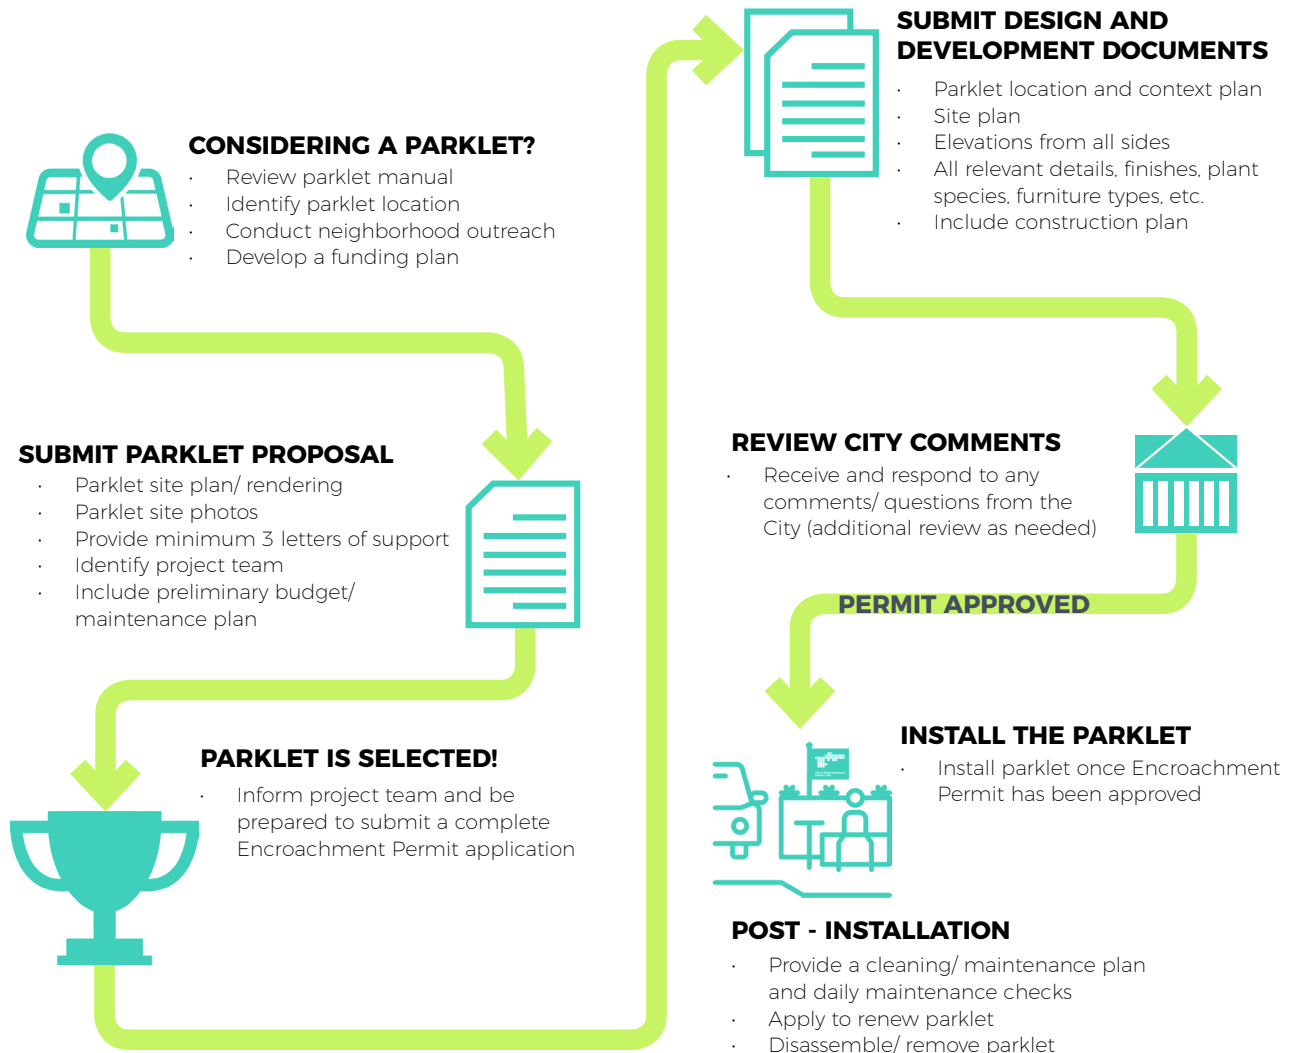 CONSIDERING A PARKLET?
· Review parklet manual
· Identify parklet location
· Conduct neighborhood outreach
· Develop a funding plan
SUBMIT PARKLET PROPOSAL
· Parklet site plan/ rendering
· Parklet site photos
· Provide minimum 3 letters of support
· Identify project team
· Include preliminary budget/
maintenance plan
PARKLET IS SELECTED!
· Inform project team and be
prepared to submit a complete
Encroachment Permit application
SUBMIT DESIGN AND
DEVELOPMENT DOCUMENTS
· Parklet location and context plan
· Site plan
· Elevations from all sides
· All relevant details, finishes, plant
species, furniture types, etc.
· Include construction plan
REVIEW CITY COMMENTS
· Receive and respond to any
comments/ questions from the
City (additional review as needed)
PERMIT APPROVED
INSTALL THE PARKLET
· Install parklet once Encroachment
Permit has been approved
POST - INSTALLATION
· Provide a cleaning/ maintenance plan
and daily maintenance checks
· Apply to renew parklet
· Disassemble/ remove parklet